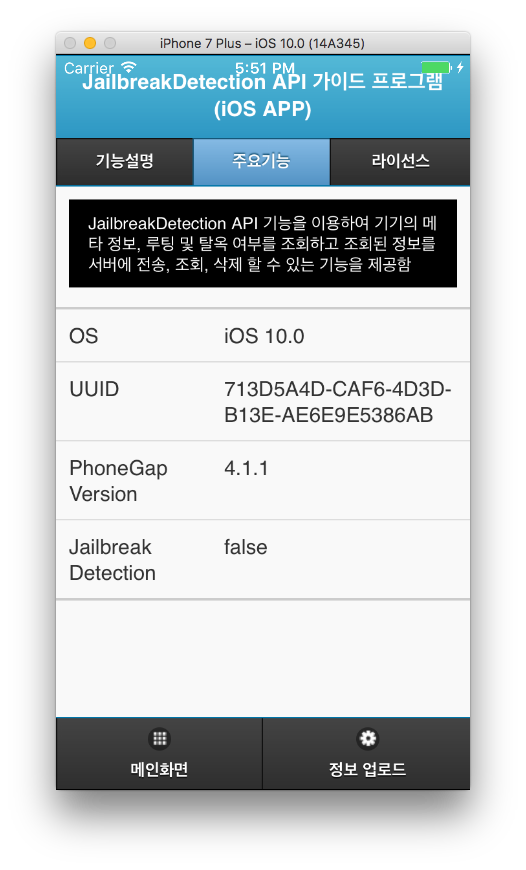 iPhone 7 Plus – iOS 10.0 (14A345)
Carrier 5:51 PM
JailbreakDetection API 가이드 프로그램
(iOS APP)
기능설명 주요기능 라이선스
JailbreakDetection API 기능을 이용하여 기기의 메
타 정보, 루팅 및 탈옥 여부를 조회하고 조회된 정보를
서버에 전송, 조회, 삭제 할 수 있는 기능을 제공함
OS iOS 10.0
UUID 713D5A4D-CAF6-4D3D-
B13E-AE6E9E5386AB
PhoneGap 4.1.1
Version
Jailbreak false
Detection
메인화면 정보 업로드